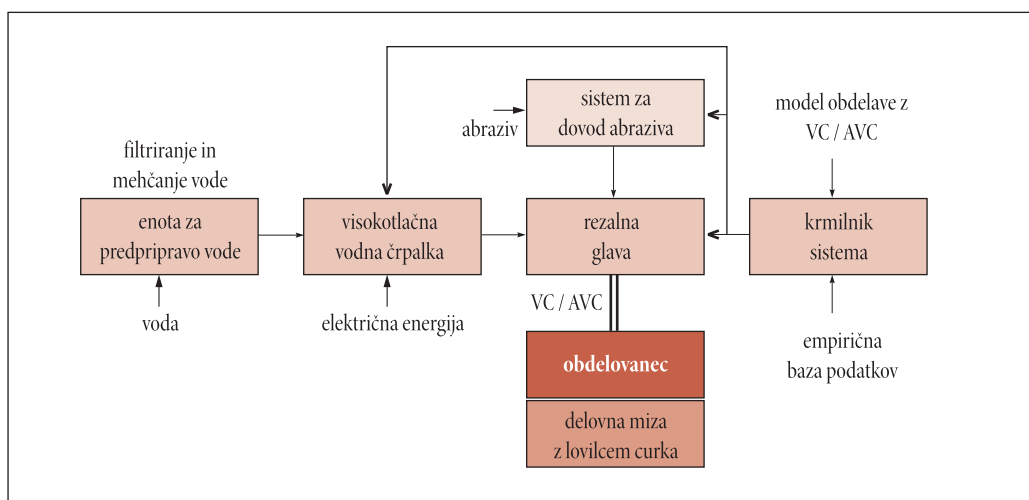 sistem za
dovod abraziva
abraziv
model obdelave z
VC / AVC
filtriranje in
mehčanje vode
enota za
predpripravo vode
visokotlačna
vodna črpalka
rezalna
glava
krmilnik
sistema
voda
električna energija
VC / AVC
empirična
baza podatkov
obdelovanec
delovna miza
z lovilcem curka